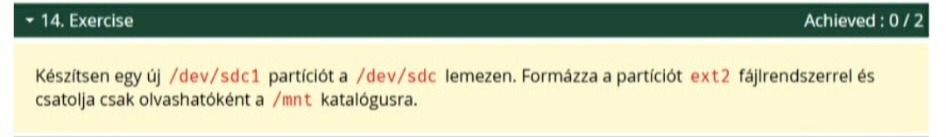 14. Exercise Achieved : 0 / 2
Készítsen egy új /dev/sdc1 partíciót a /dev/sdc lemezen. Formázza a partíciót ext2 fájlrendszerrel és
csatolja csak olvashatóként a /mnt katalógusra.